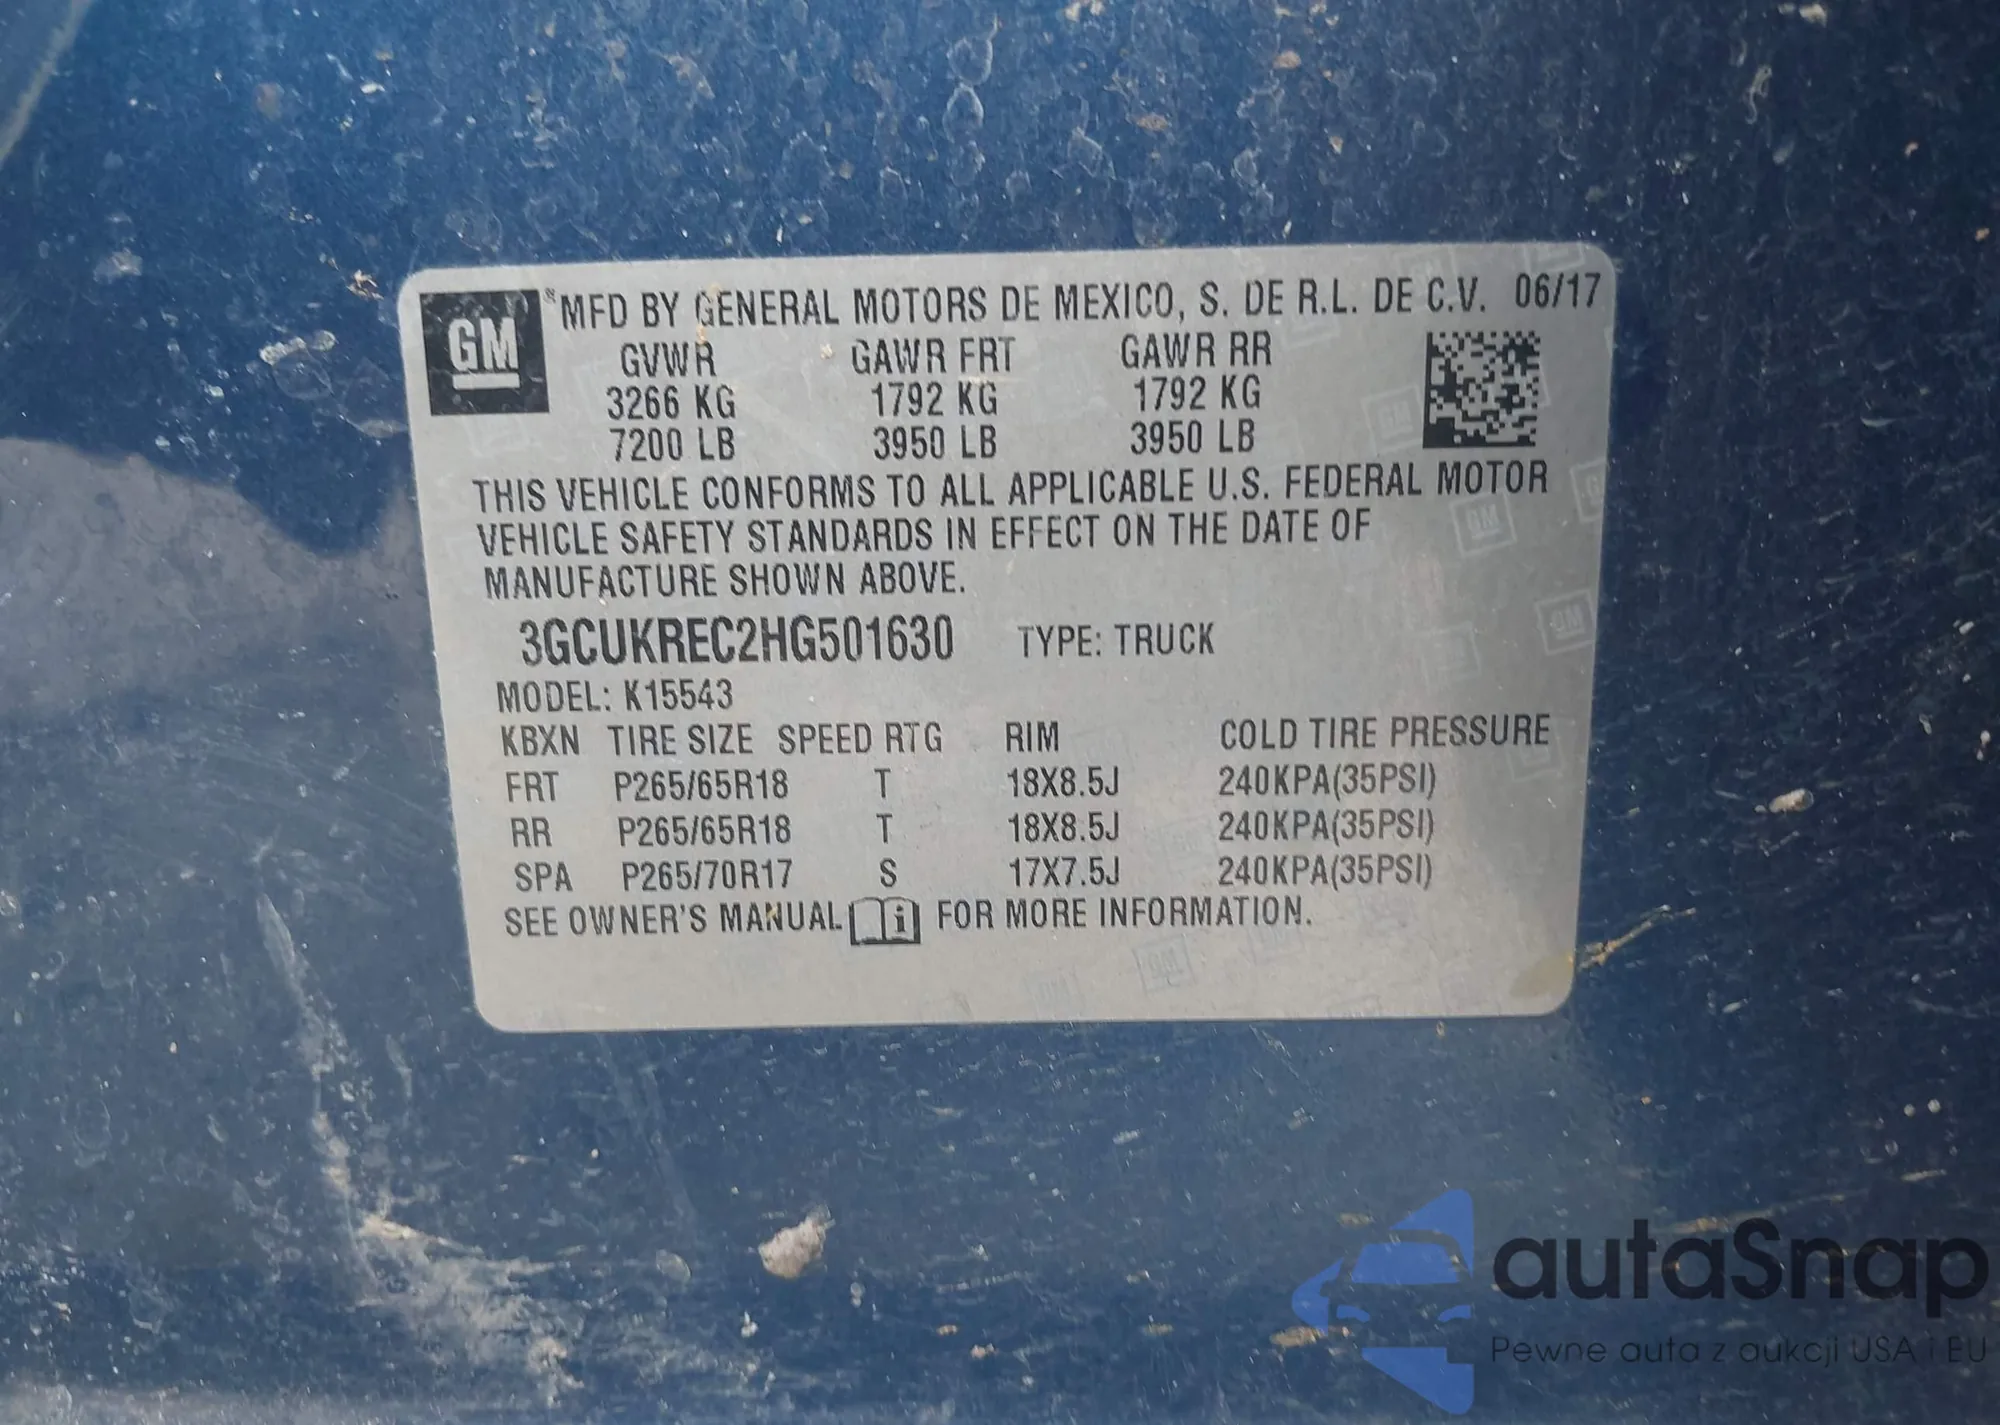 GM ® MFD BY GENERAL MOTORS DE MEXICO, S. DE R.L. DE C.V. 06/17
GVWR GAWR FRT GAWR RR
3266 KG 1792 KG 1792 KG
7200 LB 3950 LB 3950 LB
THIS VEHICLE CONFORMS TO ALL APPLICABLE U.S. FEDERAL MOTOR
VEHICLE SAFETY STANDARDS IN EFFECT ON THE DATE OF
MANUFACTURE SHOWN ABOVE.
3GCUKREC2HG501630 TYPE: TRUCK
MODEL: K15543
KBXN TIRE SIZE SPEED RTG RIM COLD TIRE PRESSURE
FRT P265/65R18 T 18X8.5J 240KPA(35PSI)
RR P265/65R18 T 18X8.5J 240KPA(35PSI)
SPA P265/70R17 S 17X7.5J 240KPA(35PSI)
SEE OWNER'S MANUAL i FOR MORE INFORMATION.
autaSnap
Pewne auta z aukcji USA i EU